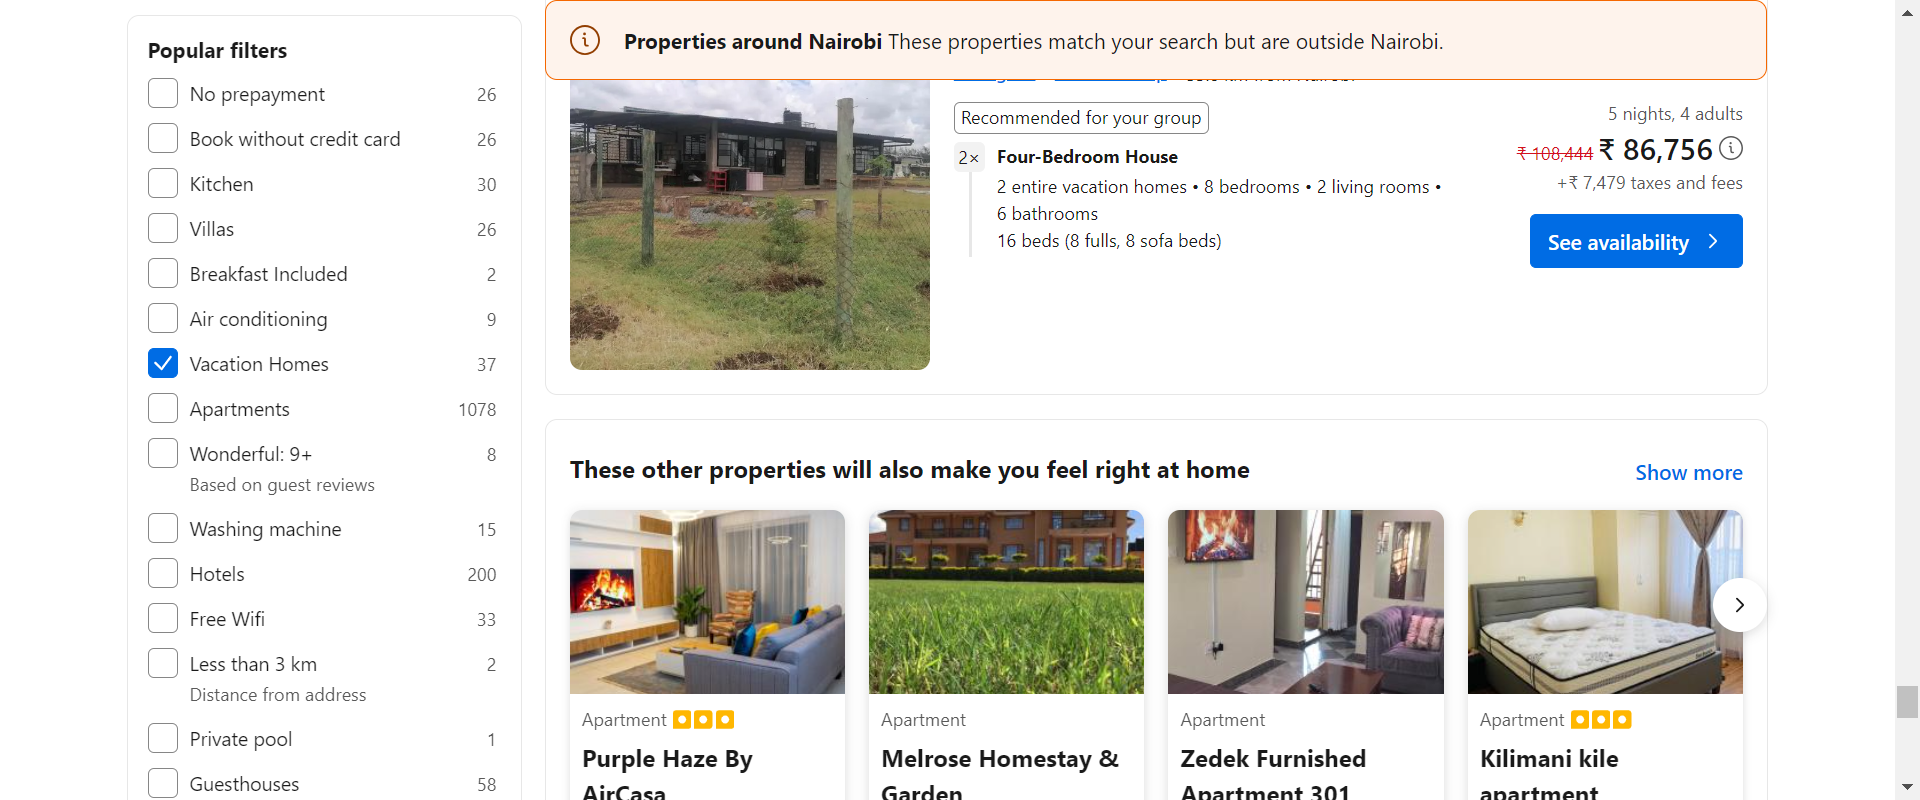 Popular filters
No prepayment 26
Book without credit card 26
Kitchen 30
Villas 26
Breakfast Included 2
Air conditioning 9
Vacation Homes 37
Apartments 1078
Wonderful: 9+ 8
Based on guest reviews
Washing machine 15
Hotels 200
Free Wifi 33
Less than 3 km 2
Distance from address
Private pool 1
Guesthouses 58
Properties around Nairobi These properties match your search but are outside Nairobi.
Recommended for your group
2× Four-Bedroom House
2 entire vacation homes • 8 bedrooms • 2 living rooms •
6 bathrooms
16 beds (8 fulls, 8 sofa beds)
5 nights, 4 adults
₹ 108,444 ₹ 86,756
+₹ 7,479 taxes and fees
See availability
These other properties will also make you feel right at home
Show more
Apartment
Purple Haze By
AirCasa
Apartment
Melrose Homestay &
Garden
Apartment
Zedek Furnished
Apartment 301
Apartment
Kilimani kile
apartment